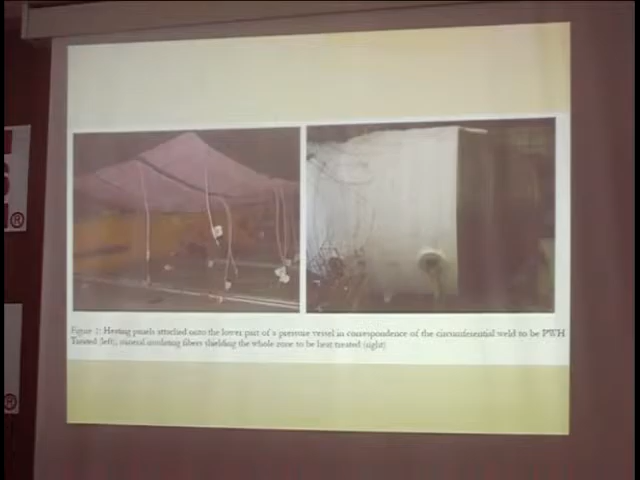 Figure 1: Heating panels attached onto the lower part of a pressure vessel in correspondence of the circumferential weld to be PWH
Treated (left), mineral insulating fibers shielding the whole zone to be heat treated (right)
®
®